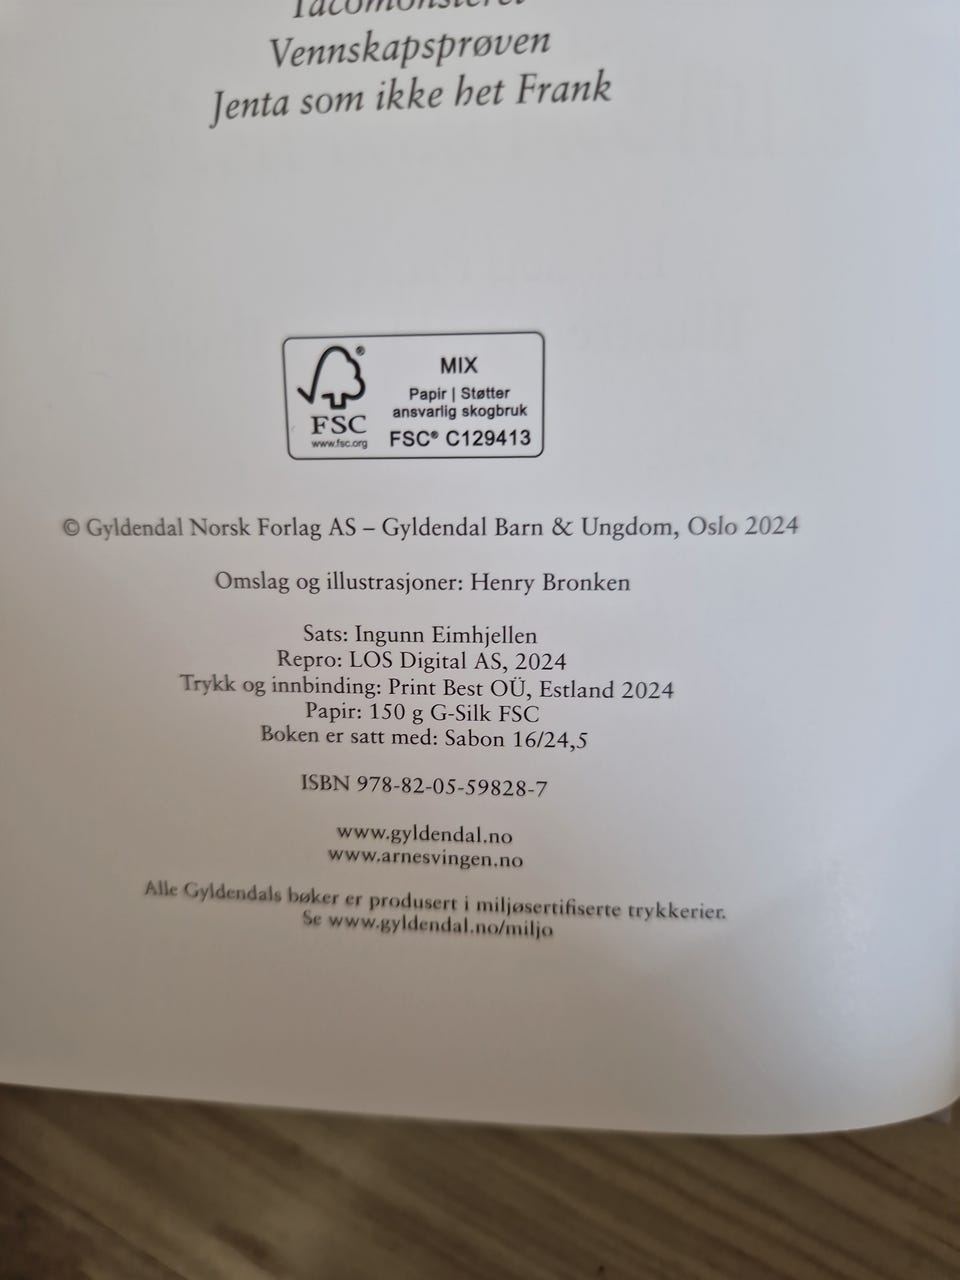 Tacomonsteret
Vennskapsprøven
Jenta som ikke het Frank
FSC
www.fsc.org
MIX
Papir | Støtter
ansvarlig skogbruk
FSC® C129413
© Gyldendal Norsk Forlag AS – Gyldendal Barn & Ungdom, Oslo 2024
Omslag og illustrasjoner: Henry Bronken
Sats: Ingunn Eimhjellen
Repro: LOS Digital AS, 2024
Trykk og innbinding: Print Best OÜ, Estland 2024
Papir: 150 g G-Silk FSC
Boken er satt med: Sabon 16/24,5
ISBN 978-82-05-59828-7
www.gyldendal.no
www.arnesvingen.no
Alle Gyldendals bøker er produsert i miljøsertifiserte trykkerier.
Se www.gyldendal.no/miljo